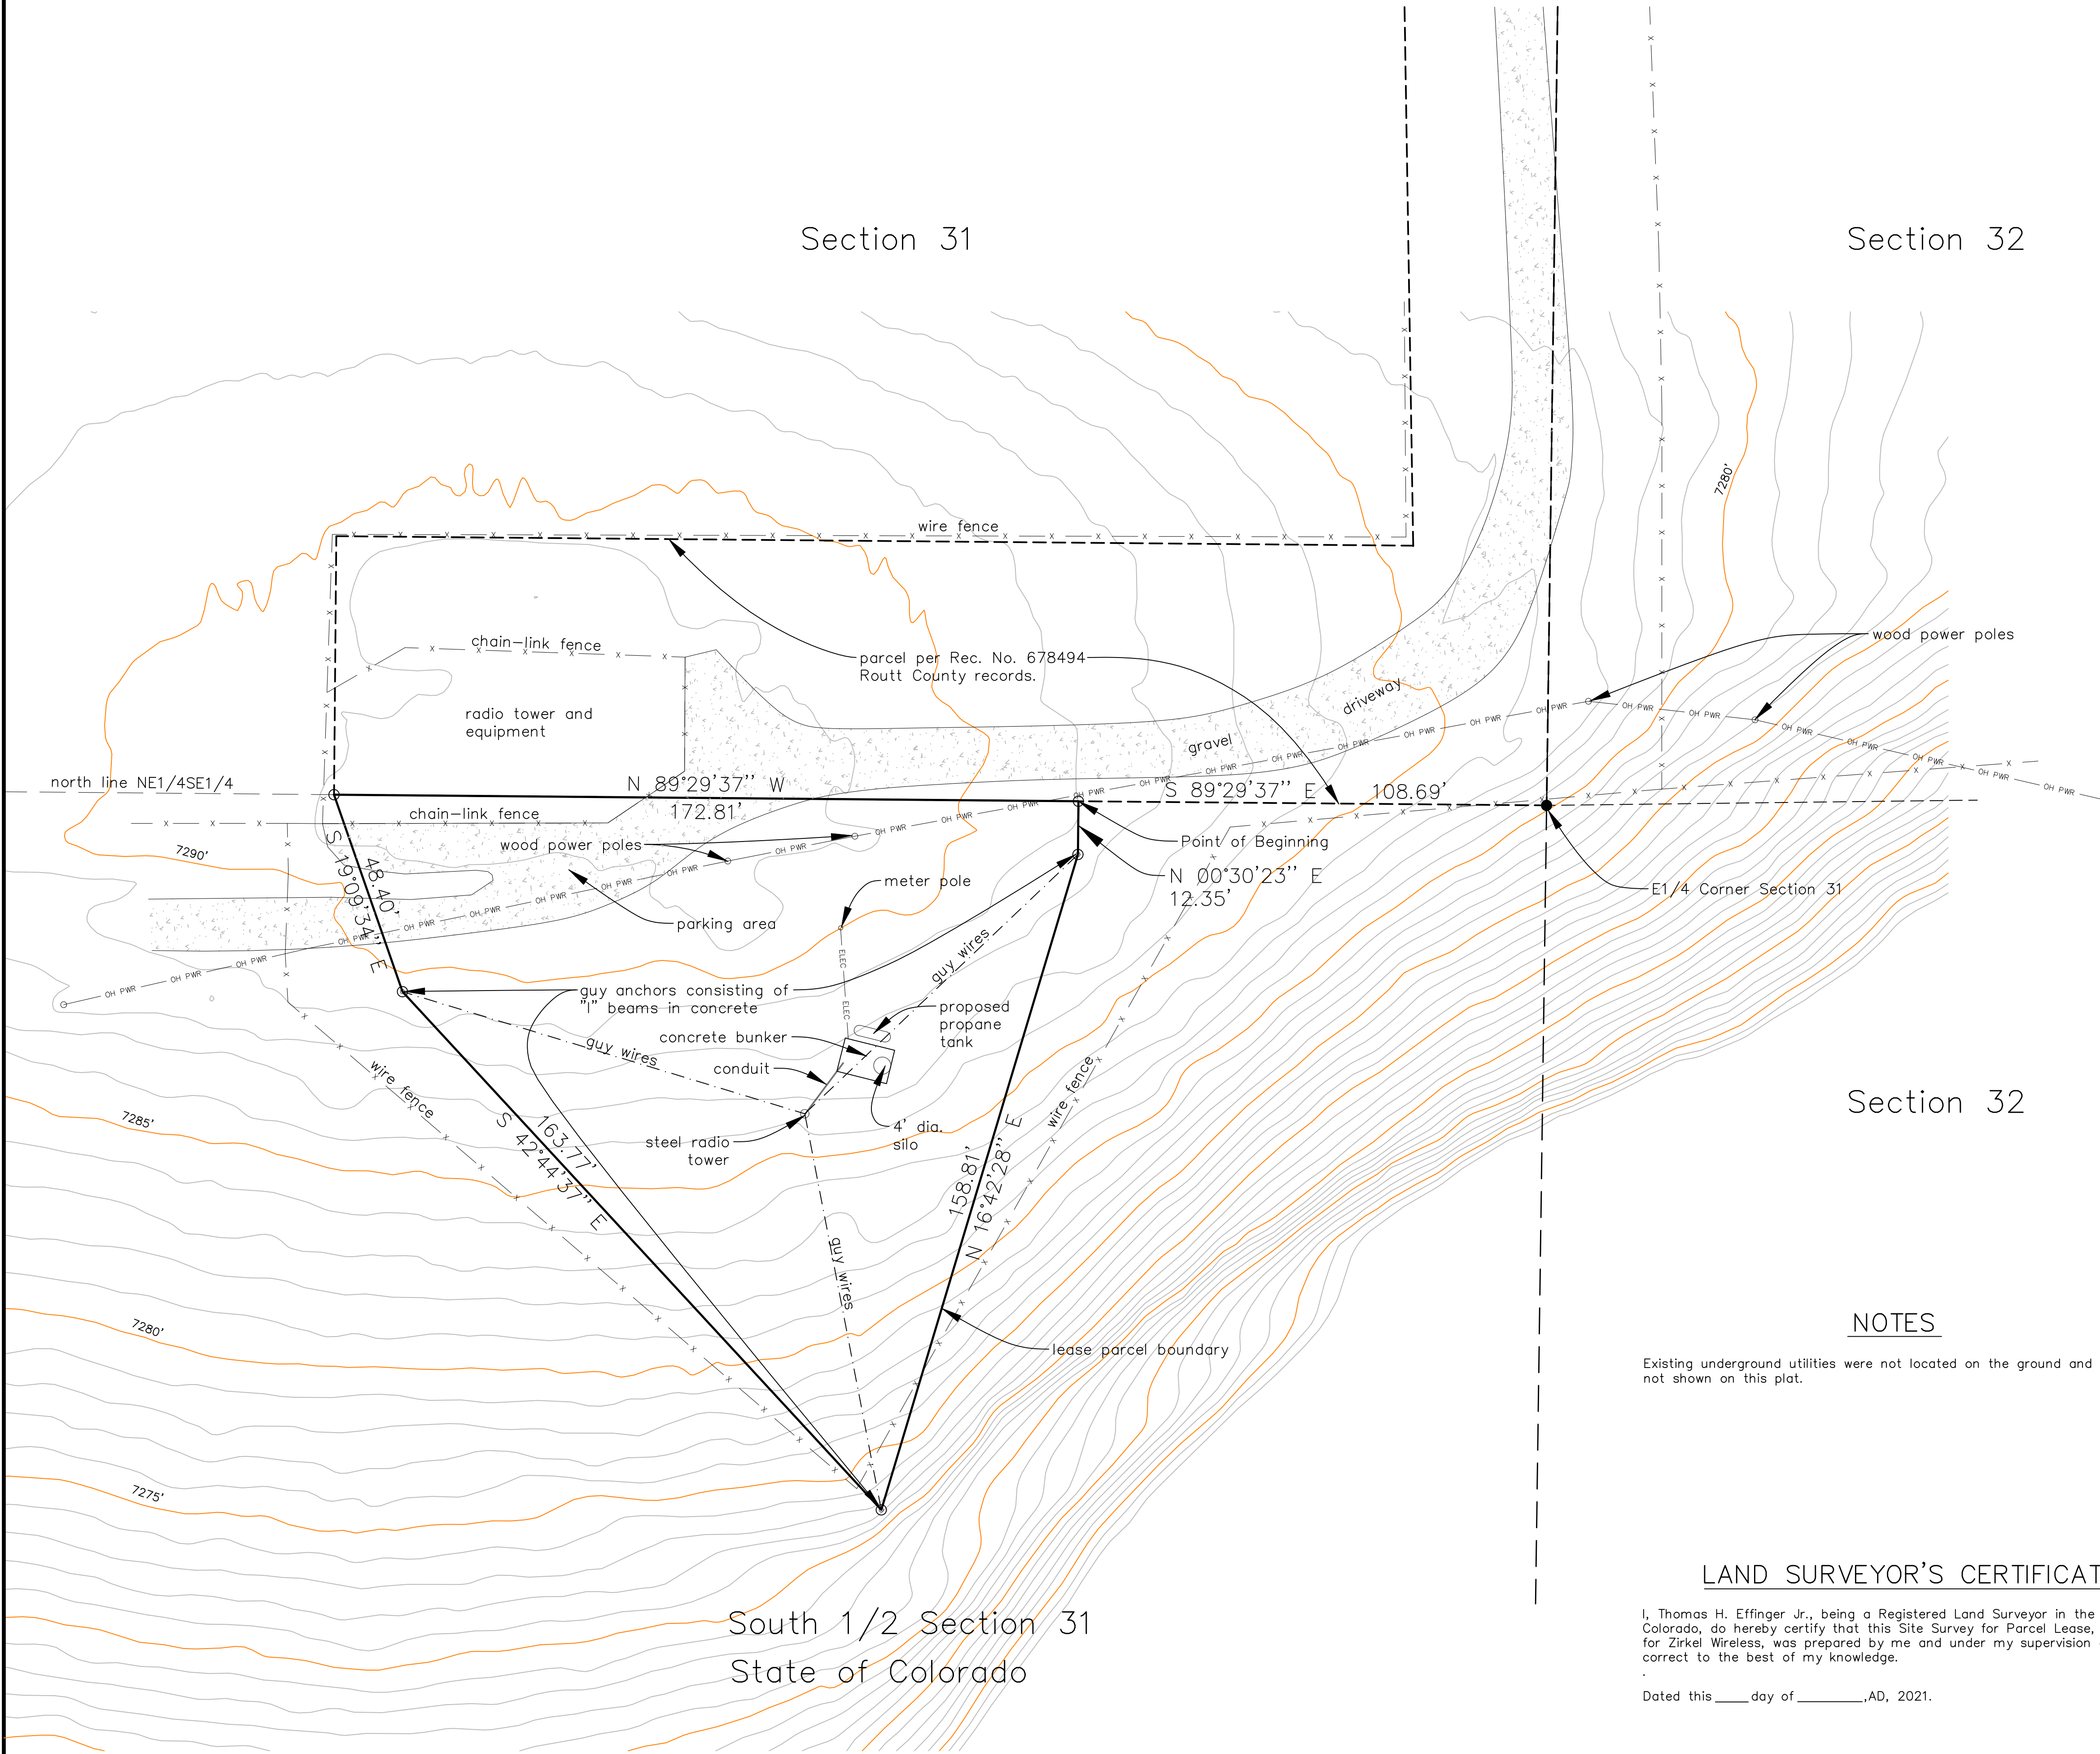 Section 31
Section 32
7280'
wire fence
chain-link fence
wood power poles
parcel per Rec. No. 678494
Routt County records.
radio tower and
equipment
driveway
gravel
OH PWR
north line NE1/4SE1/4
N 89°29'37" W
172.81'
S 89°29'37" E
108.69'
chain-link fence
wood power poles
Point of Beginning
7290'
S 19°09'34" E
48.40'
meter pole
N 00°30'23" E
12.35'
E1/4 Corner Section 31
parking area
ELEC
ELEC
guy wires
guy anchors consisting of
"I" beams in concrete
proposed
propane
tank
concrete bunker
guy wires
conduit
wire fence
wire fence
7285'
steel radio
tower
4' dia.
silo
163.77'
S 42°44'37" E
158.81'
N 16°42'28" E
Section 32
guy wires
7280'
lease parcel boundary
NOTES
Existing underground utilities were not located on the ground and
not shown on this plat.
7275'
LAND SURVEYOR'S CERTIFICAT
South 1/2 Section 31
State of Colorado
I, Thomas H. Effinger Jr., being a Registered Land Surveyor in the
Colorado, do hereby certify that this Site Survey for Parcel Lease,
for Zirkel Wireless, was prepared by me and under my supervision
correct to the best of my knowledge.
.
Dated this ____ day of ________,AD, 2021.